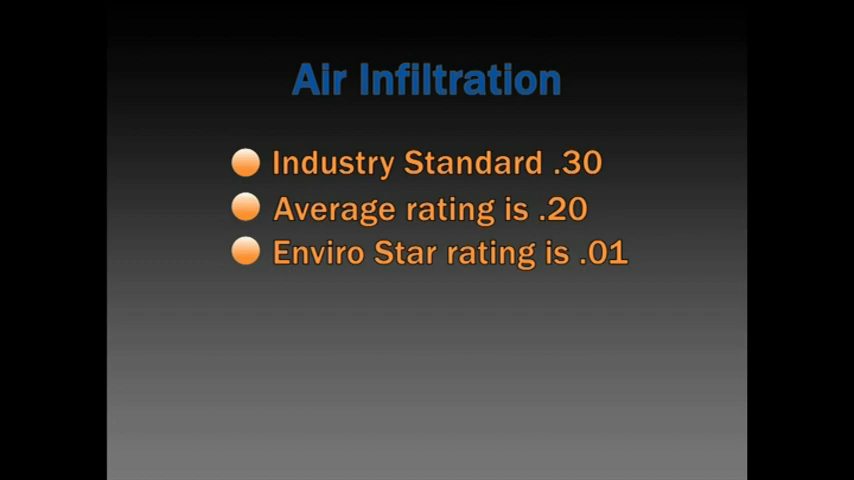 Air Infiltration
Industry Standard .30
Average rating is .20
Enviro Star rating is .01